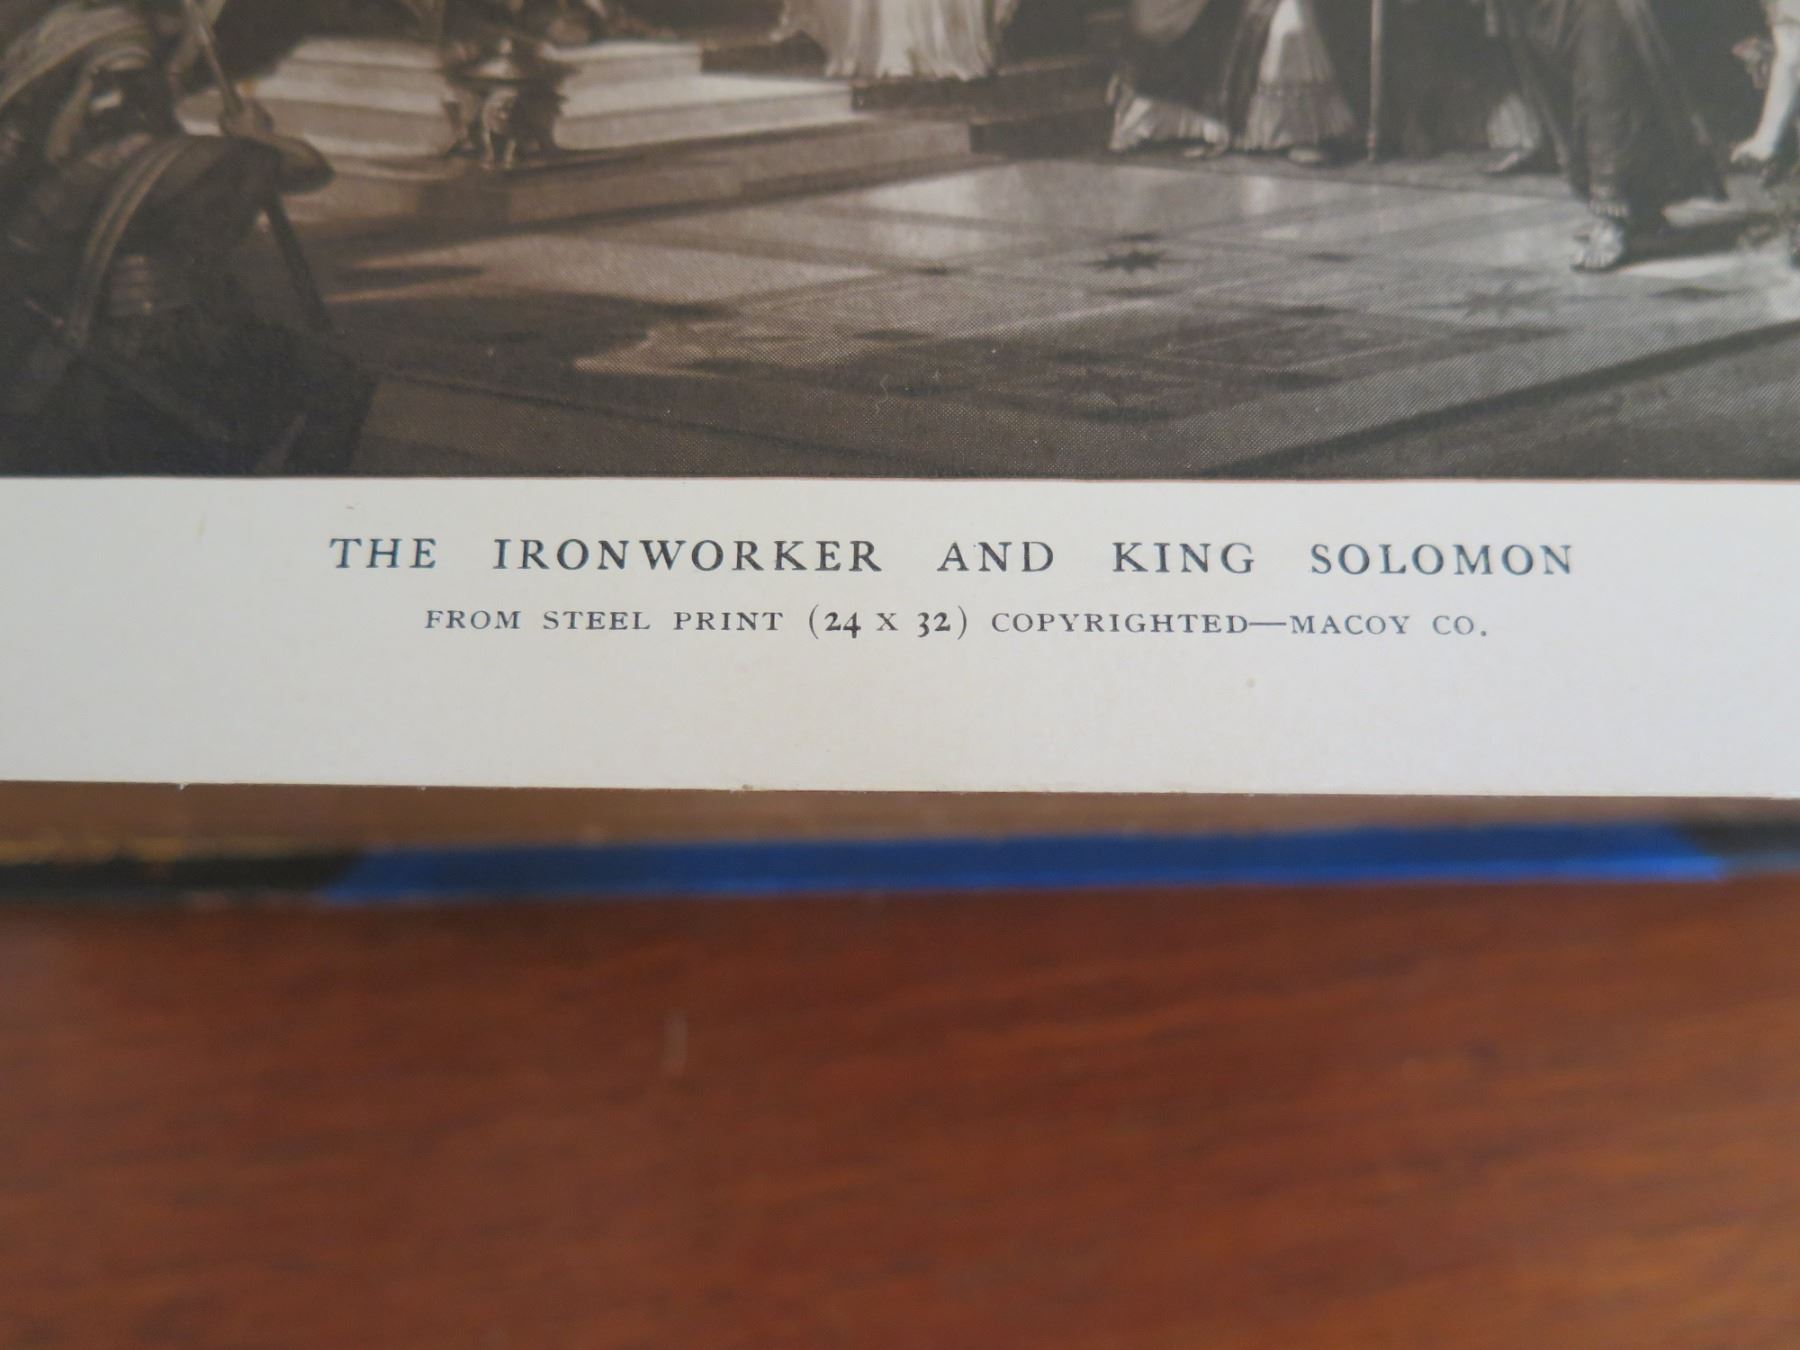 THE IRONWORKER AND KING SOLOMON
FROM STEEL PRINT (24 X 32) COPYRIGHTED—MACOY CO.